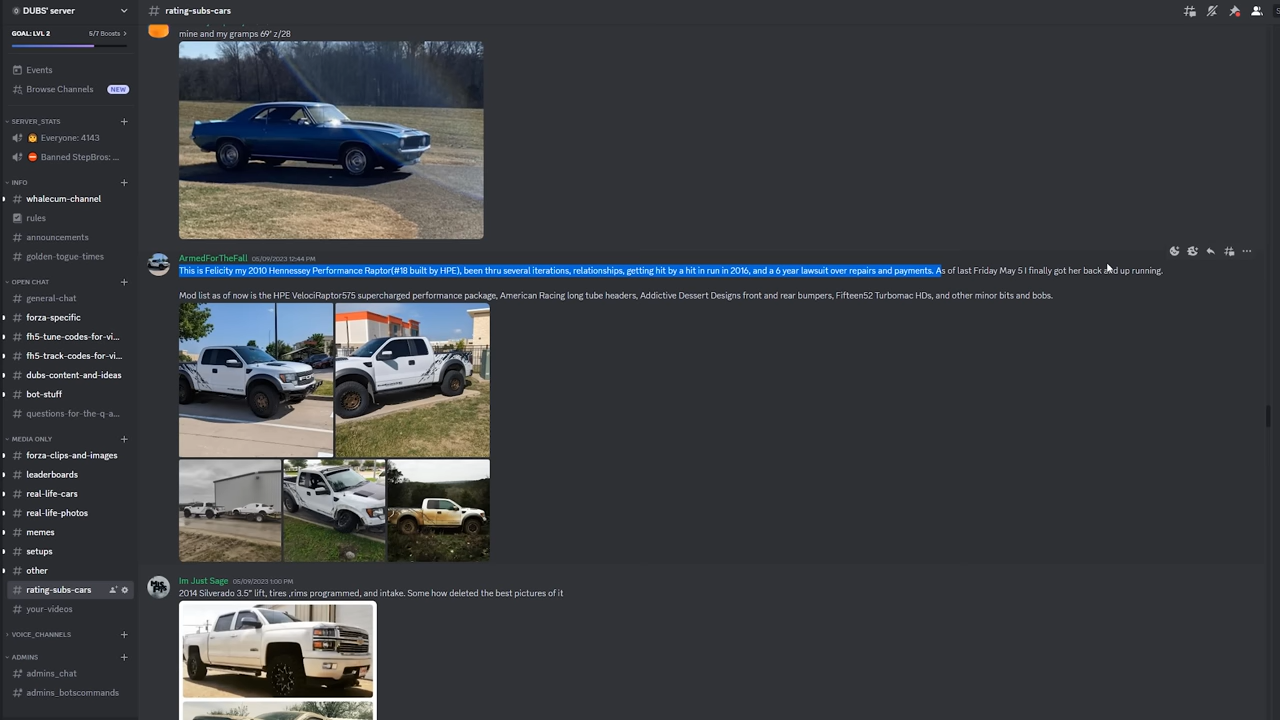 DUBS' server
GOAL: LVL 2
5/7 Boosts >
Events
Browse Channels
NEW
SERVER_STATS
Everyone: 4143
Banned StepBros: ...
INFO
whalecum-channel
rules
announcements
golden-togue-times
OPEN CHAT
general-chat
forza-specific
fh5-tune-codes-for-vi...
fh5-track-codes-for-vi...
dubs-content-and-ideas
bot-stuff
questions-for-the-q-a...
MEDIA ONLY
forza-clips-and-images
leaderboards
real-life-cars
real-life-photos
memes
setups
other
rating-subs-cars
your-videos
VOICE_CHANNELS
ADMINS
admins_chat
admins_botscommands
rating-subs-cars
mine and my gramps 69' z/28
ArmedForTheFall 05/09/2023 12:44 PM
This is Felicity my 2010 Hennessey Performance Raptor(#18 built by HPE), been thru several iterations, relationships, getting hit by a hit in run in 2016, and a 6 year lawsuit over repairs and payments. As of last Friday May 5 I finally got her back and up running.
Mod list as of now is the HPE VelociRaptor575 supercharged performance package, American Racing long tube headers, Addictive Dessert Designs front and rear bumpers, Fifteen52 Turbomac HDs, and other minor bits and bobs.
Im Just Sage 05/09/2023 1:00 PM
2014 Silverado 3.5" lift, tires ,rims programmed, and intake. Some how deleted the best pictures of it